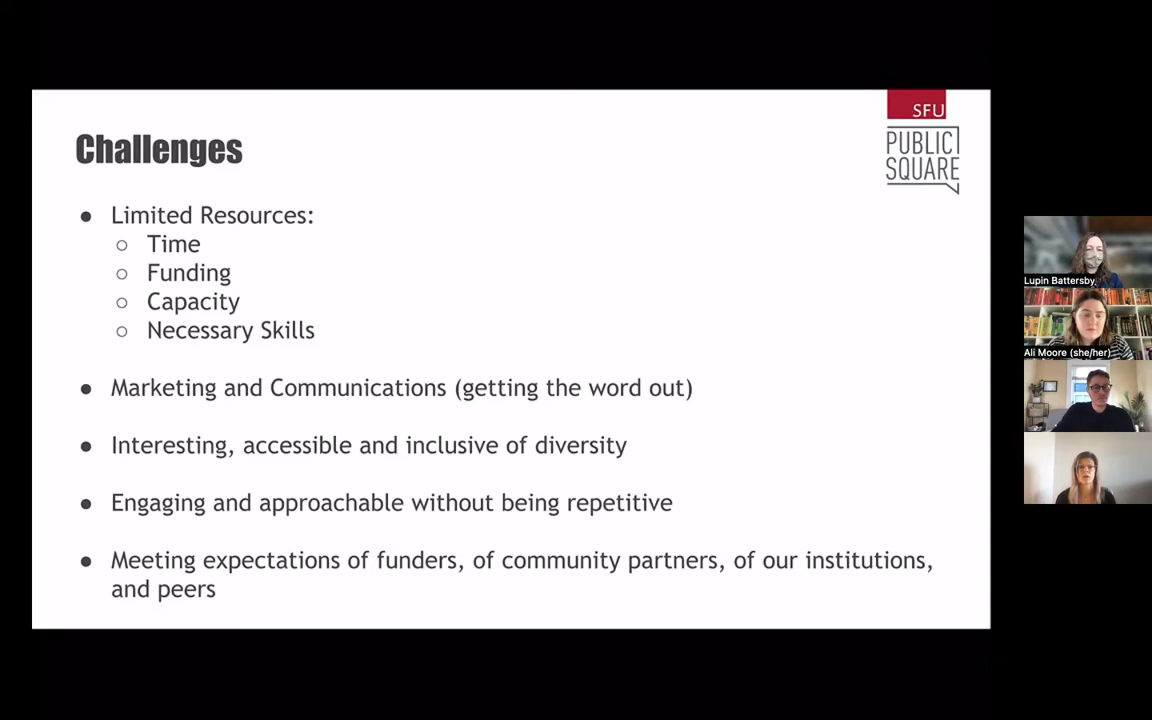 SFU
PUBLIC
SQUARE
Challenges
● Limited Resources:
○ Time
○ Funding
○ Capacity
○ Necessary Skills
● Marketing and Communications (getting the word out)
● Interesting, accessible and inclusive of diversity
● Engaging and approachable without being repetitive
● Meeting expectations of funders, of community partners, of our institutions,
and peers
Lupin Battersby
Ali Moore (she/her)